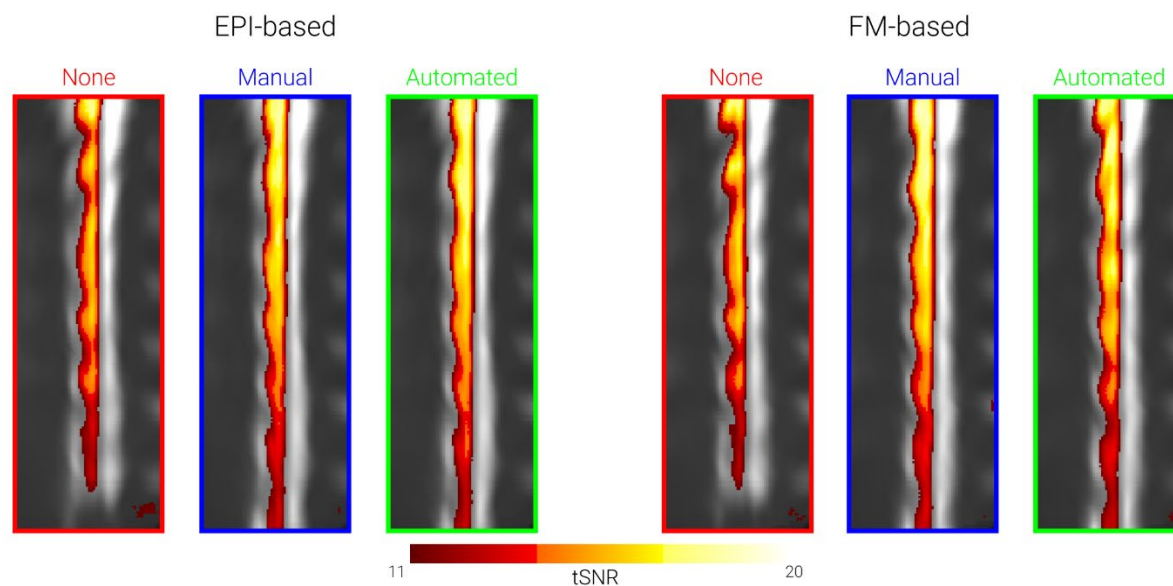 EPI-based FM-based
None Manual Automated None Manual Automated
11 tSNR 20